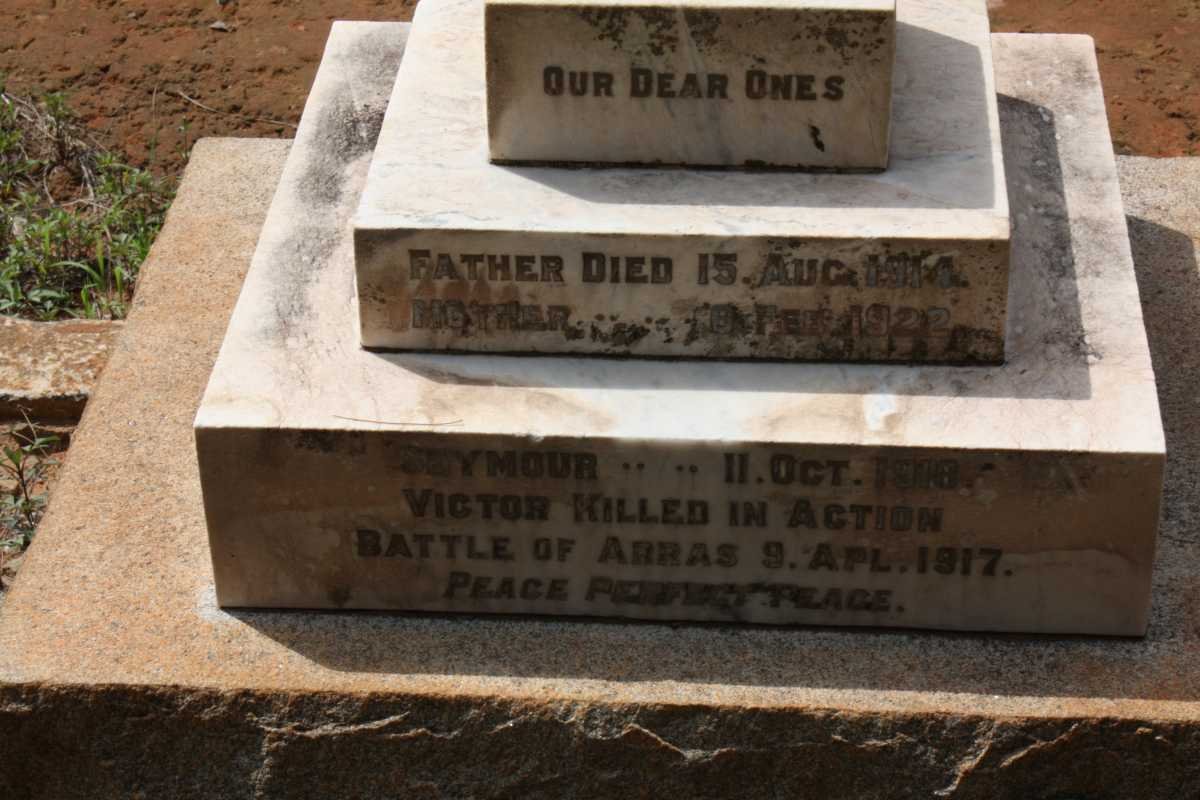 OUR DEAR ONES
FATHER DIED 15. AUG. 1914.
MOTHER .. .. 9. FEB. 1922.
SEYMOUR .. .. 11. OCT. 1918.
VICTOR KILLED IN ACTION
BATTLE OF ARRAS 9. APL. 1917.
PEACE PERFECT PEACE.